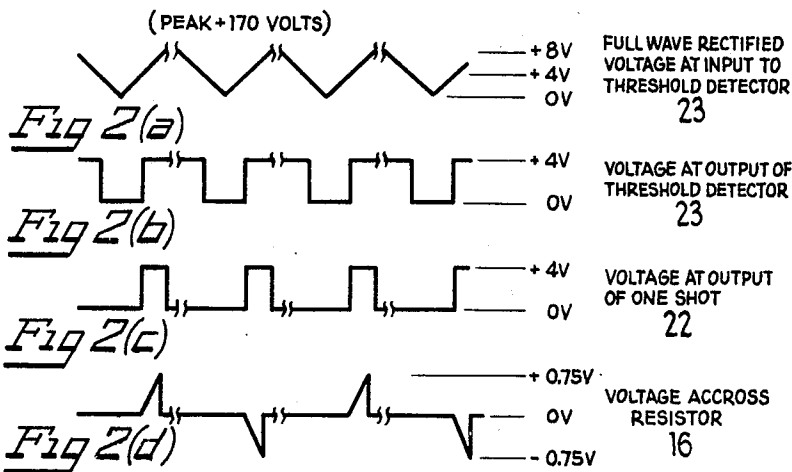 (PEAK+170 VOLTS)
+8V
+4V
0V
FULL WAVE RECTIFIED
VOLTAGE AT INPUT TO
THRESHOLD DETECTOR
23
Fig 2(a)
+4V
0V
VOLTAGE AT OUTPUT OF
THRESHOLD DETECTOR
23
Fig 2(b)
+4V
0V
VOLTAGE AT OUTPUT
OF ONE SHOT
22
Fig 2(c)
+ 0.75V
0V
- 0.75V
VOLTAGE ACCROSS
RESISTOR
16
Fig 2(d)